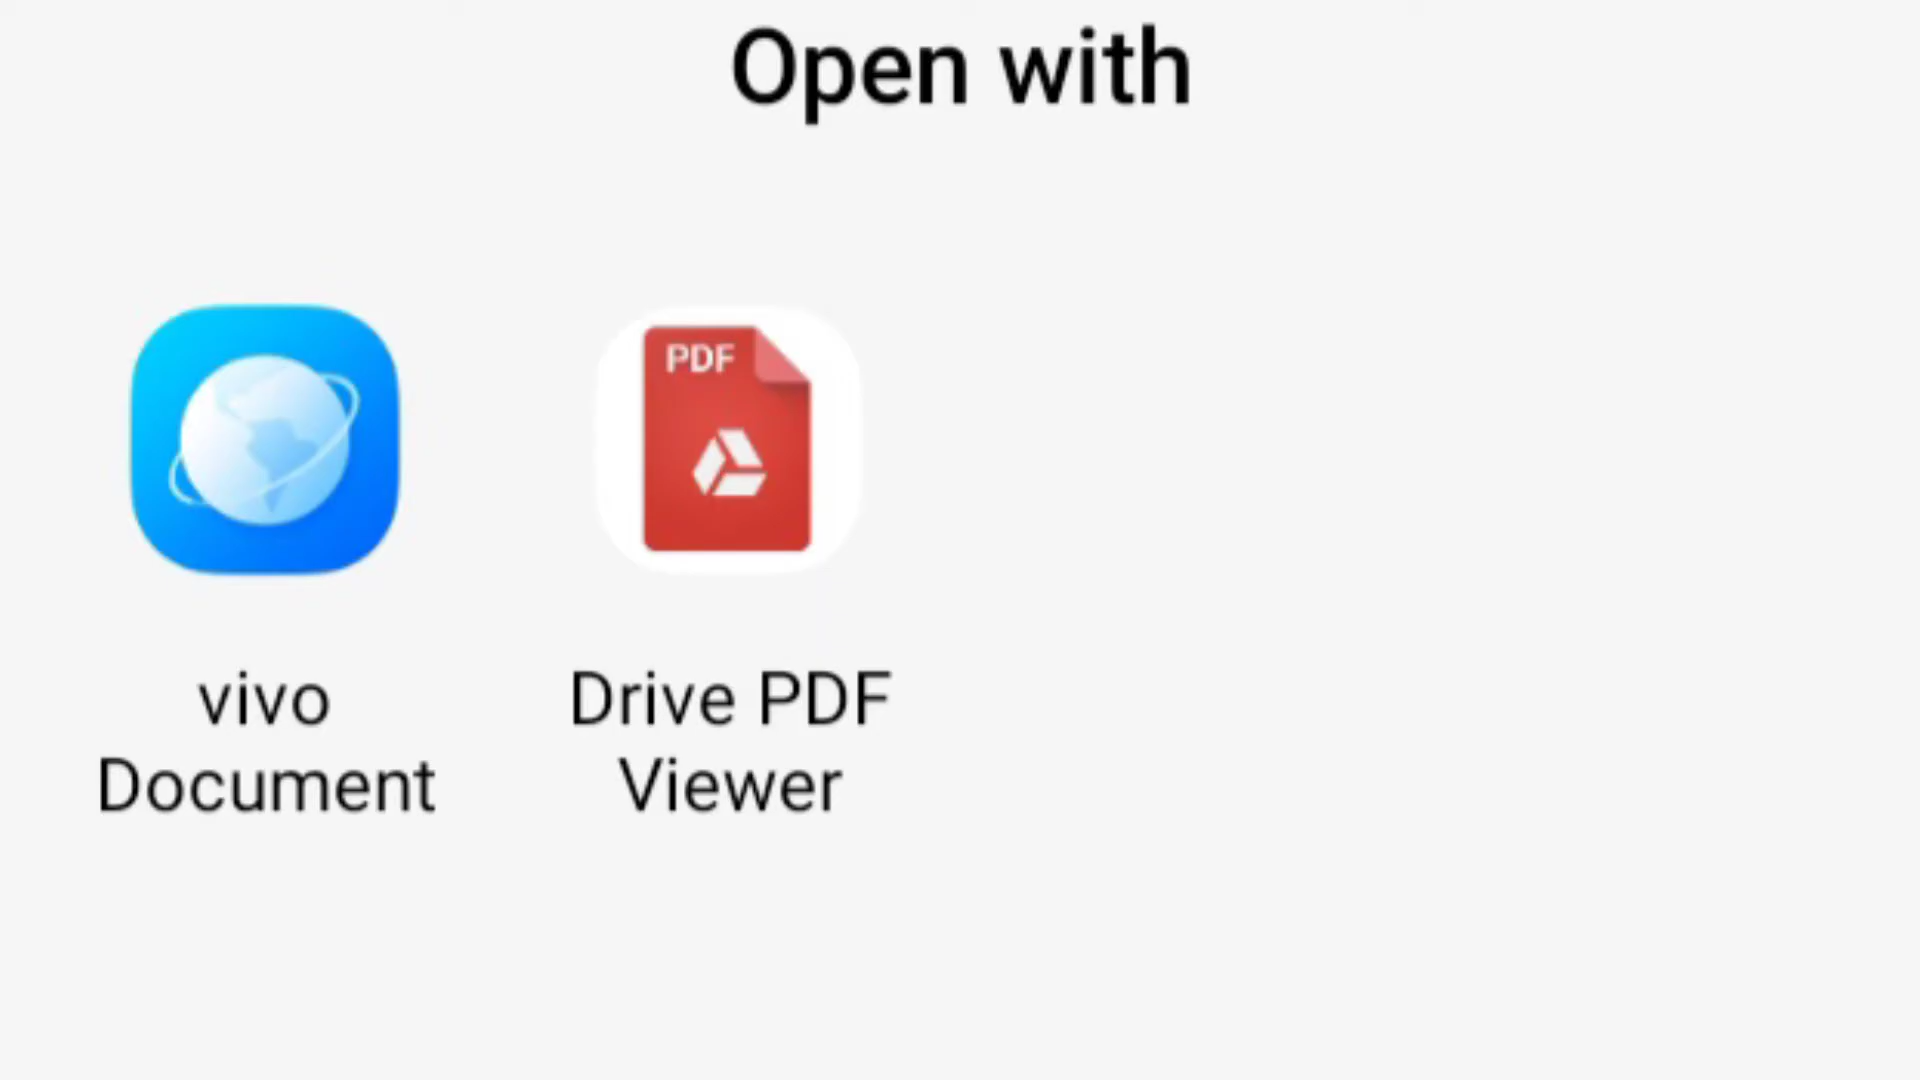 Open with
PDF
vivo
Document
Drive PDF
Viewer